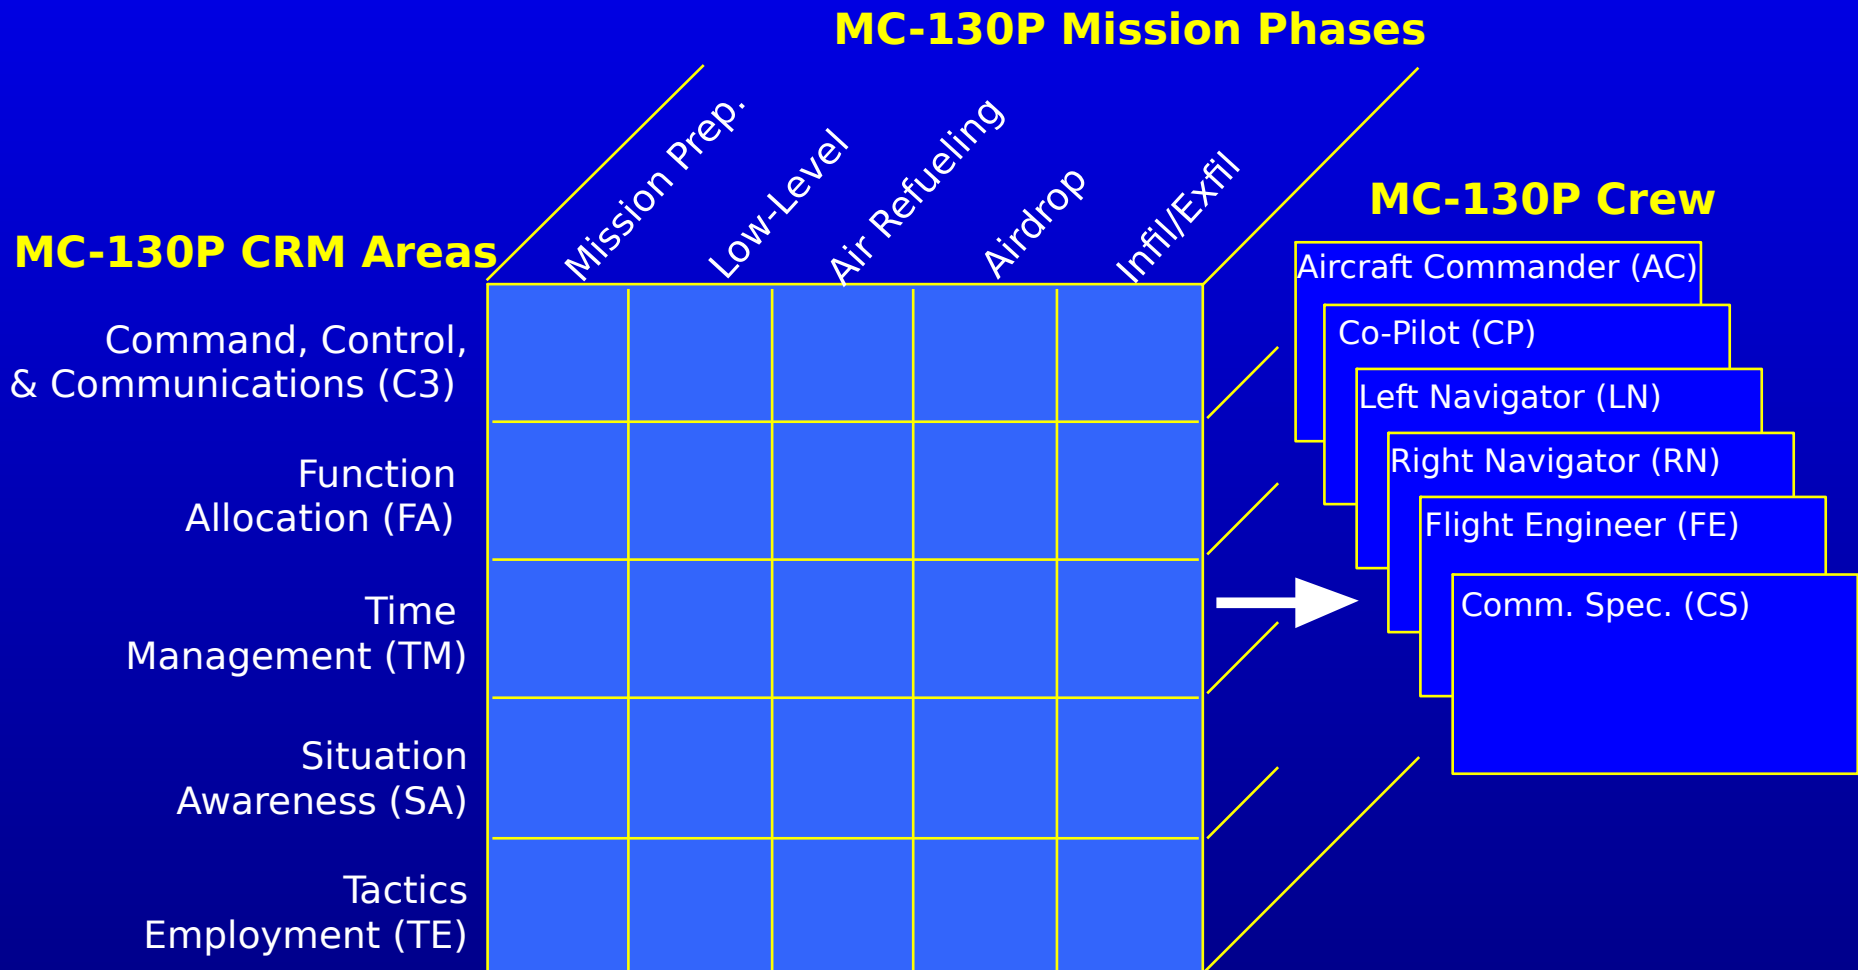 MC-130P Mission Phases
Mission Prep.
Low-Level
Air Refueling
Airdrop
Infil/Exfil
MC-130P CRM Areas
Command, Control,
& Communications (C3)
Function
Allocation (FA)
Time
Management (TM)
Situation
Awareness (SA)
Tactics
Employment (TE)
MC-130P Crew
Aircraft Commander (AC)
Co-Pilot (CP)
Left Navigator (LN)
Right Navigator (RN)
Flight Engineer (FE)
Comm. Spec. (CS)